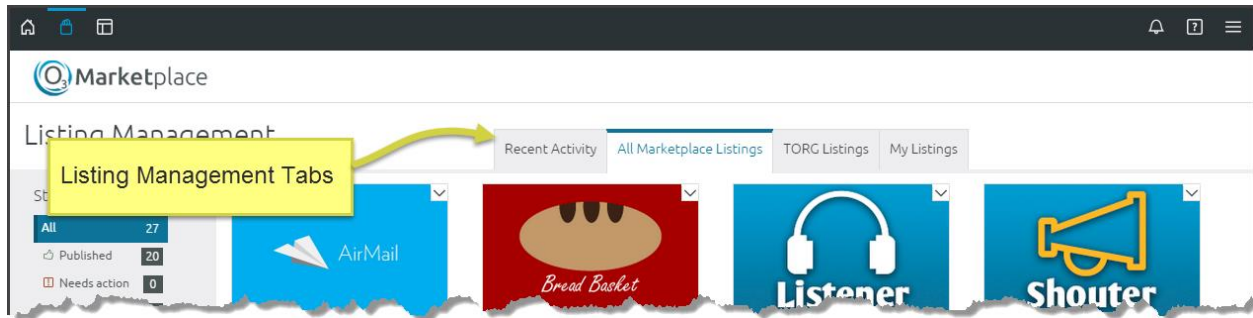 O3 Marketplace
Listing Management
Listing Management Tabs
Recent Activity
All Marketplace Listings
TORG Listings
My Listings
All 27
Published 20
Needs action 0
AirMail
Bread Basket
Listener
Shouter